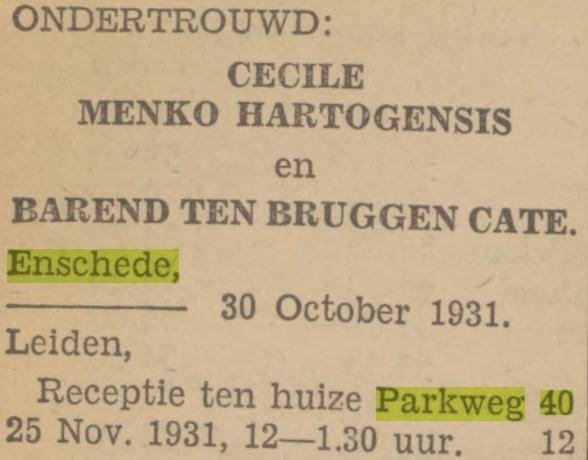 ONDERTROUWD:
CECILE
MENKO HARTOGENSIS
en
BAREND TEN BRUGGEN CATE.
Enschede,
30 October 1931.
Leiden,
Receptie ten huize Parkweg 40
25 Nov. 1931, 12—1.30 uur. 12